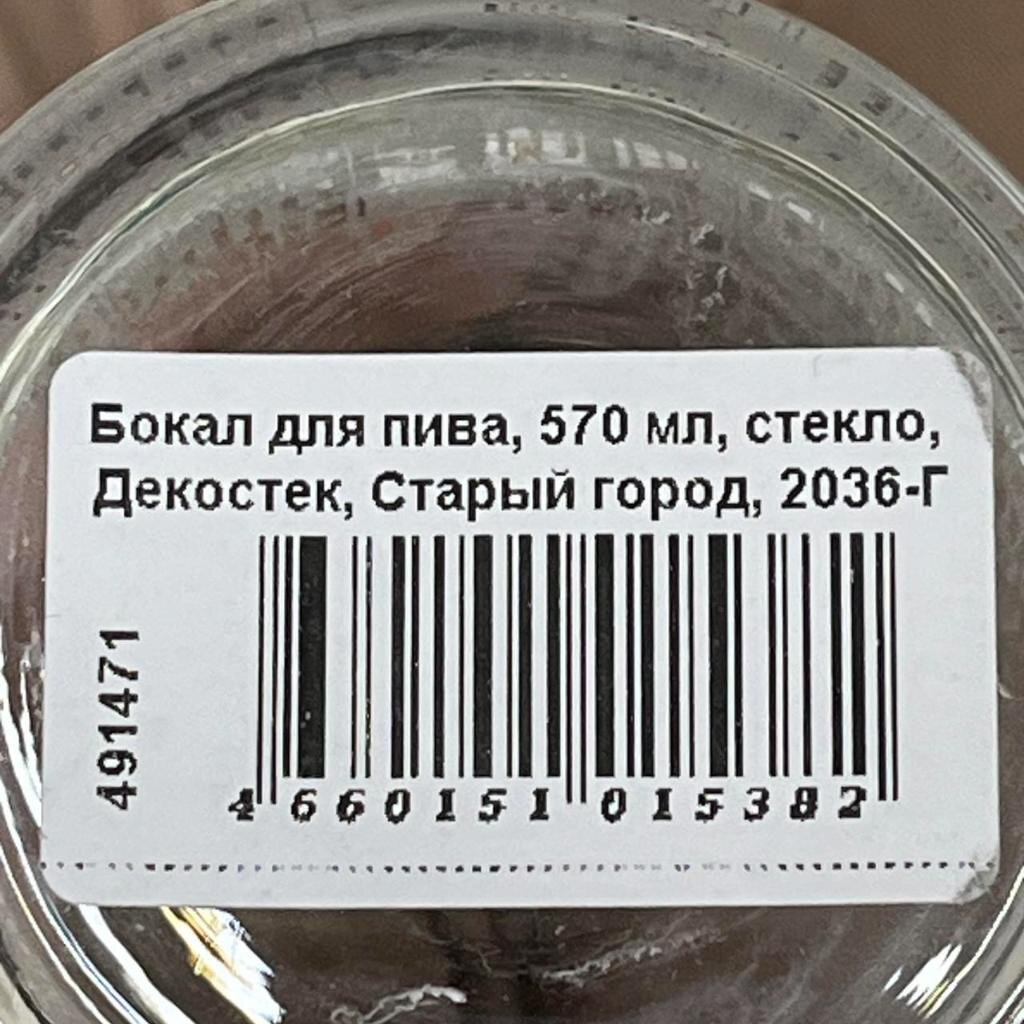 Бокал для пива, 570 мл, стекло,
Декостек, Старый город, 2036-Г
491471
4 660151 015382